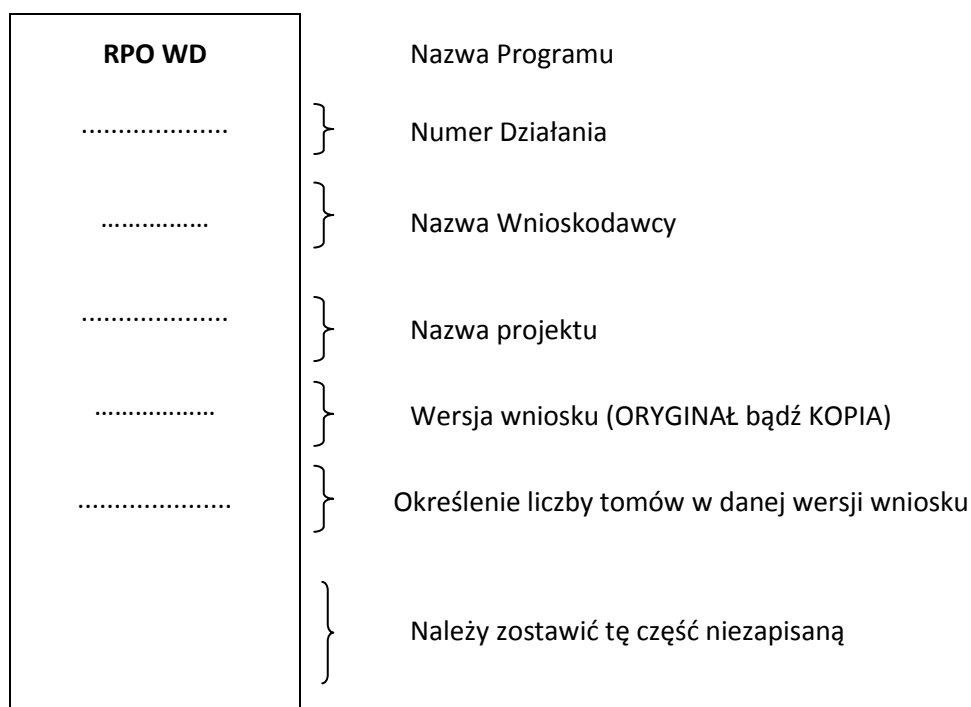 RPO WD Nazwa Programu
..................... Numer Działania
................ Nazwa Wnioskodawcy
..................... Nazwa projektu
.................. Wersja wniosku (ORYGINAŁ bądź KOPIA)
...................... Określenie liczby tomów w danej wersji wniosku
Należy zostawić tę część niezapisaną